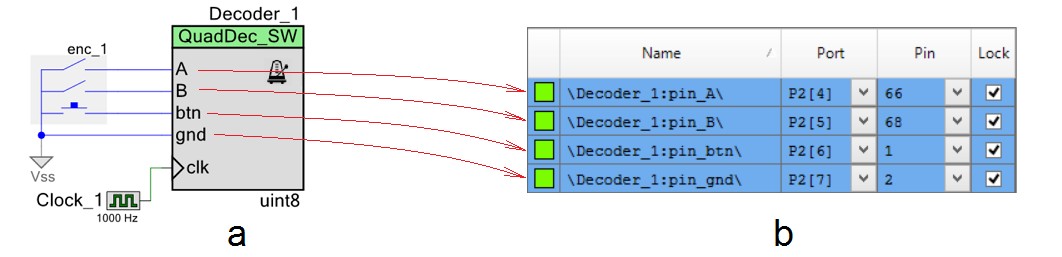 Decoder_1
QuadDec_SW
enc_1
A
B
btn
gnd
clk
Vss
Clock_1
1000 Hz
uint8
a
Name / Port Pin Lock
\Decoder_1:pin_A\ P2[4] 66
\Decoder_1:pin_B\ P2[5] 68
\Decoder_1:pin_btn\ P2[6] 1
\Decoder_1:pin_gnd\ P2[7] 2
b